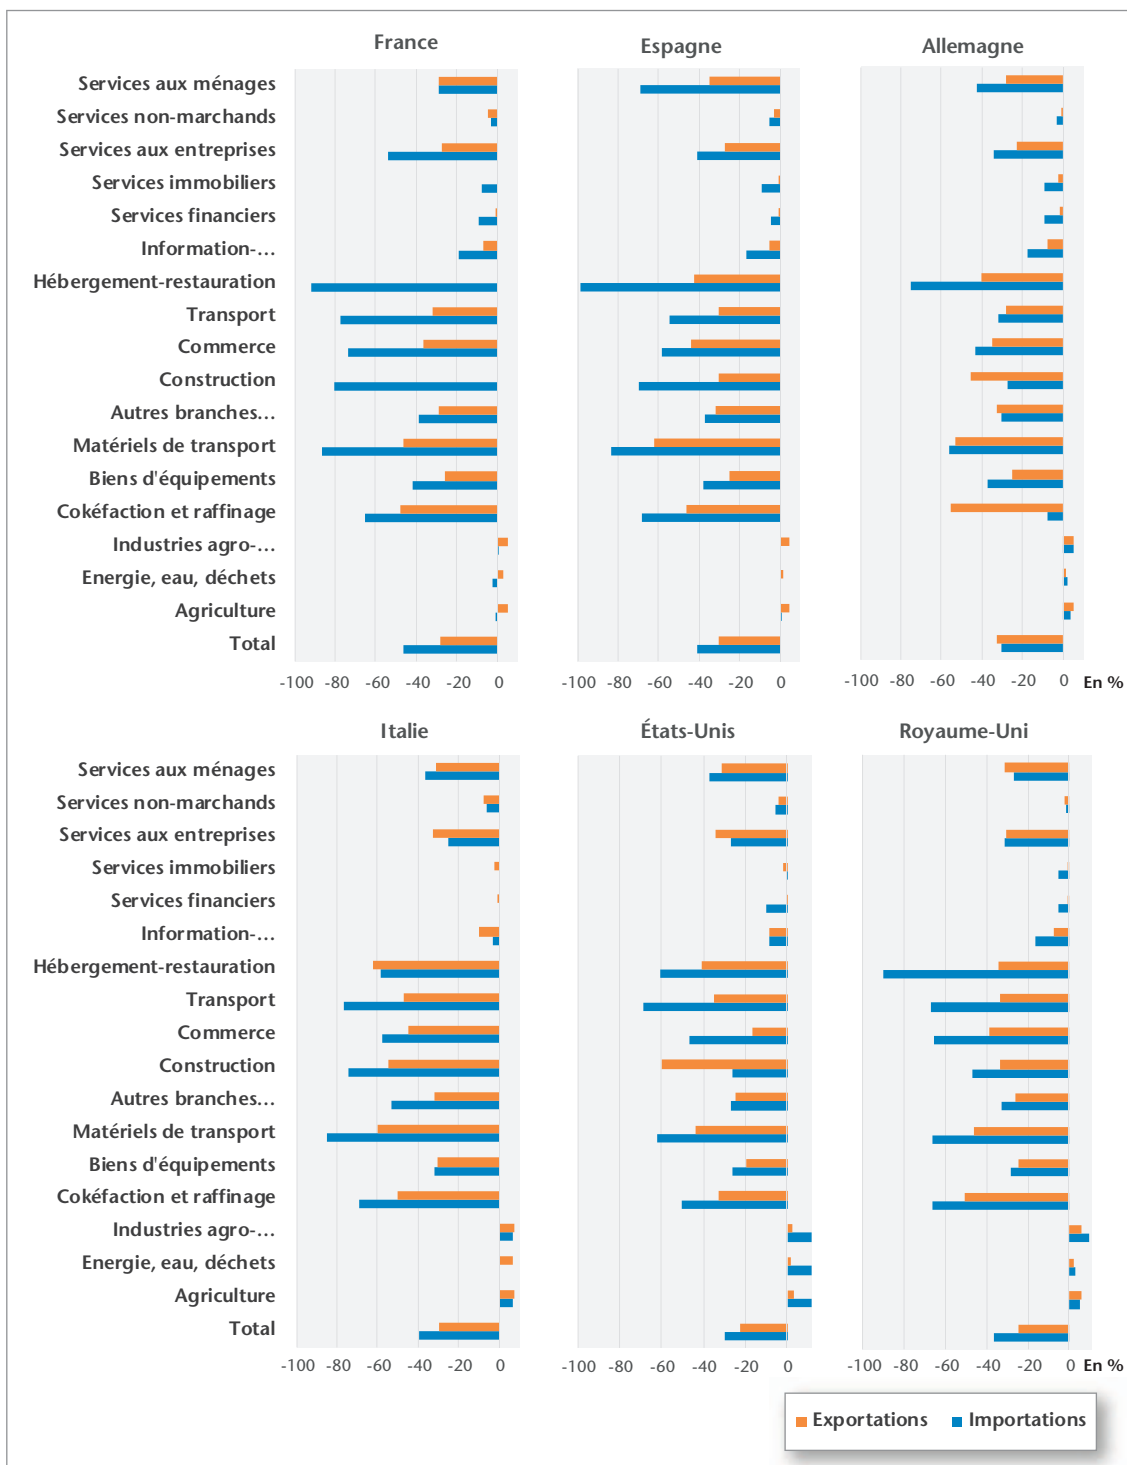 France Espagne Allemagne
Services aux ménages
Services non-marchands
Services aux entreprises
Services immobiliers
Services financiers
Information-...
Hébergement-restauration
Transport
Commerce
Construction
Autres branches...
Matériels de transport
Biens d'équipements
Cokéfaction et raffinage
Industries agro-...
Energie, eau, déchets
Agriculture
Total
-100 -80 -60 -40 -20 0 -100 -80 -60 -40 -20 0 -100 -80 -60 -40 -20 0 En %
Italie États-Unis Royaume-Uni
Services aux ménages
Services non-marchands
Services aux entreprises
Services immobiliers
Services financiers
Information-...
Hébergement-restauration
Transport
Commerce
Construction
Autres branches...
Matériels de transport
Biens d'équipements
Cokéfaction et raffinage
Industries agro-...
Energie, eau, déchets
Agriculture
Total
-100 -80 -60 -40 -20 0 -100 -80 -60 -40 -20 0 -100 -80 -60 -40 -20 0 En %
Exportations Importations